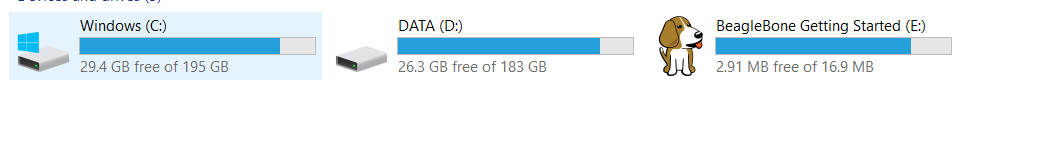 Windows (C:)
29.4 GB free of 195 GB
DATA (D:)
26.3 GB free of 183 GB
BeagleBone Getting Started (E:)
2.91 MB free of 16.9 MB